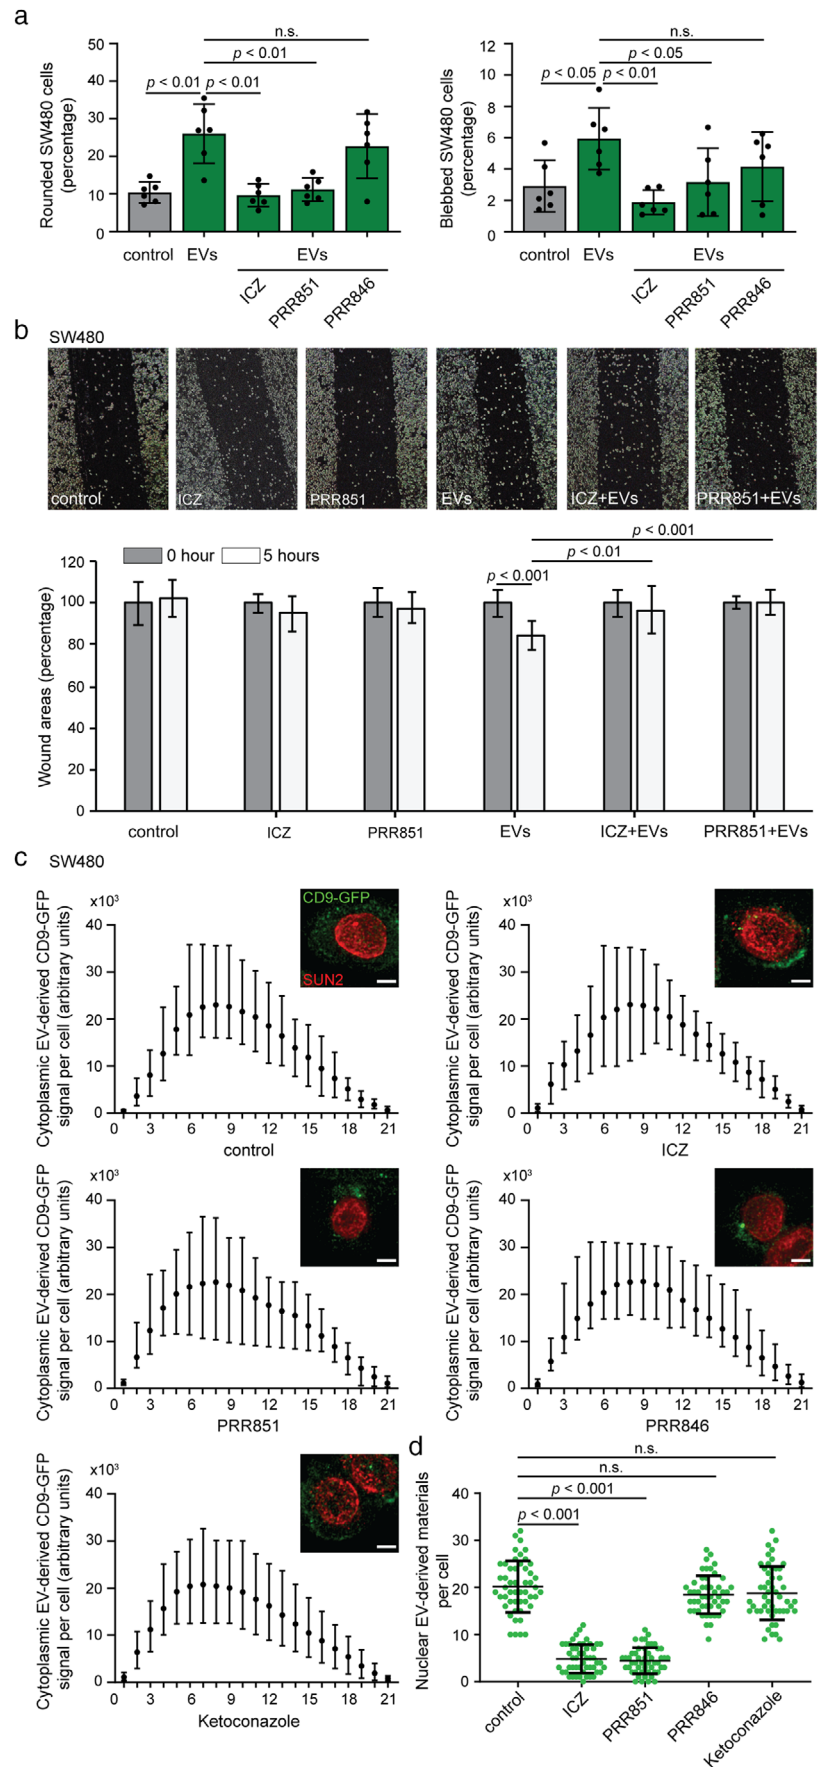 a
n.s.
p < 0.01
p < 0.01 p < 0.01
Rounded SW480 cells
(percentage)
50
40
30
20
10
0
control EVs EVs
ICZ PRR851 PRR846
n.s.
p < 0.05
p < 0.05 p < 0.01
Blebbed SW480 cells
(percentage)
12
10
8
6
4
2
0
control EVs EVs
ICZ PRR851 PRR846
b
SW480
control ICZ PRR851 EVs ICZ+EVs PRR851+EVs
p < 0.001
p < 0.01
p < 0.001
0 hour 5 hours
Wound areas (percentage)
120
100
80
60
40
20
0
control ICZ PRR851 EVs ICZ+EVs PRR851+EVs
c
SW480
Cytoplasmic EV-derived CD9-GFP
signal per cell (arbitrary units)
x10³
40
30
20
10
0
CD9-GFP
SUN2
0 3 6 9 12 15 18 21
control
Cytoplasmic EV-derived CD9-GFP
signal per cell (arbitrary units)
x10³
40
30
20
10
0
0 3 6 9 12 15 18 21
ICZ
Cytoplasmic EV-derived CD9-GFP
signal per cell (arbitrary units)
x10³
40
30
20
10
0
0 3 6 9 12 15 18 21
PRR851
Cytoplasmic EV-derived CD9-GFP
signal per cell (arbitrary units)
x10³
40
30
20
10
0
0 3 6 9 12 15 18 21
PRR846
Cytoplasmic EV-derived CD9-GFP
signal per cell (arbitrary units)
x10³
40
30
20
10
0
0 3 6 9 12 15 18 21
Ketoconazole
d
n.s.
n.s.
p < 0.001
p < 0.001
Nuclear EV-derived materials
per cell
40
30
20
10
0
control ICZ PRR851 PRR846 Ketoconazole